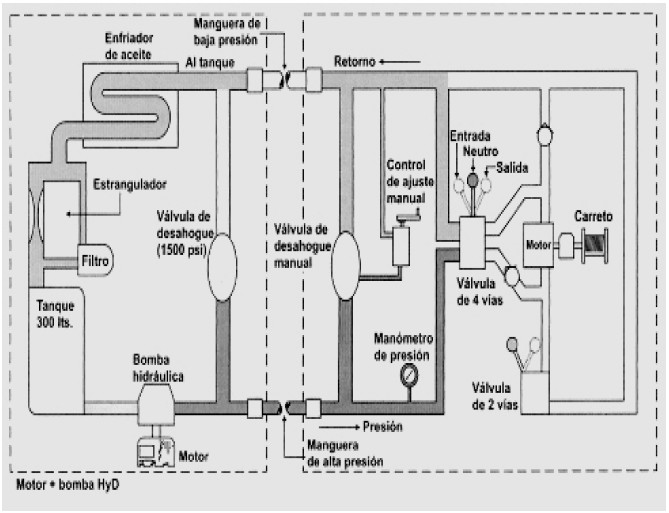 Enfriador
de aceite
Manguera de
baja presión
Al tanque
Retorno
Entrada
Neutro
Salida
Control
de ajuste
manual
Estrangulador
Válvula de
desahogue
(1500 psi)
Válvula de
desahogue
manual
Motor
Carreto
Filtro
Válvula
de 4 vías
Tanque
300 lts.
Manómetro
de presión
Bomba
hidráulica
Válvula
de 2 vías
Presión
Motor
Manguera
de alta presión
Motor + bomba HyD